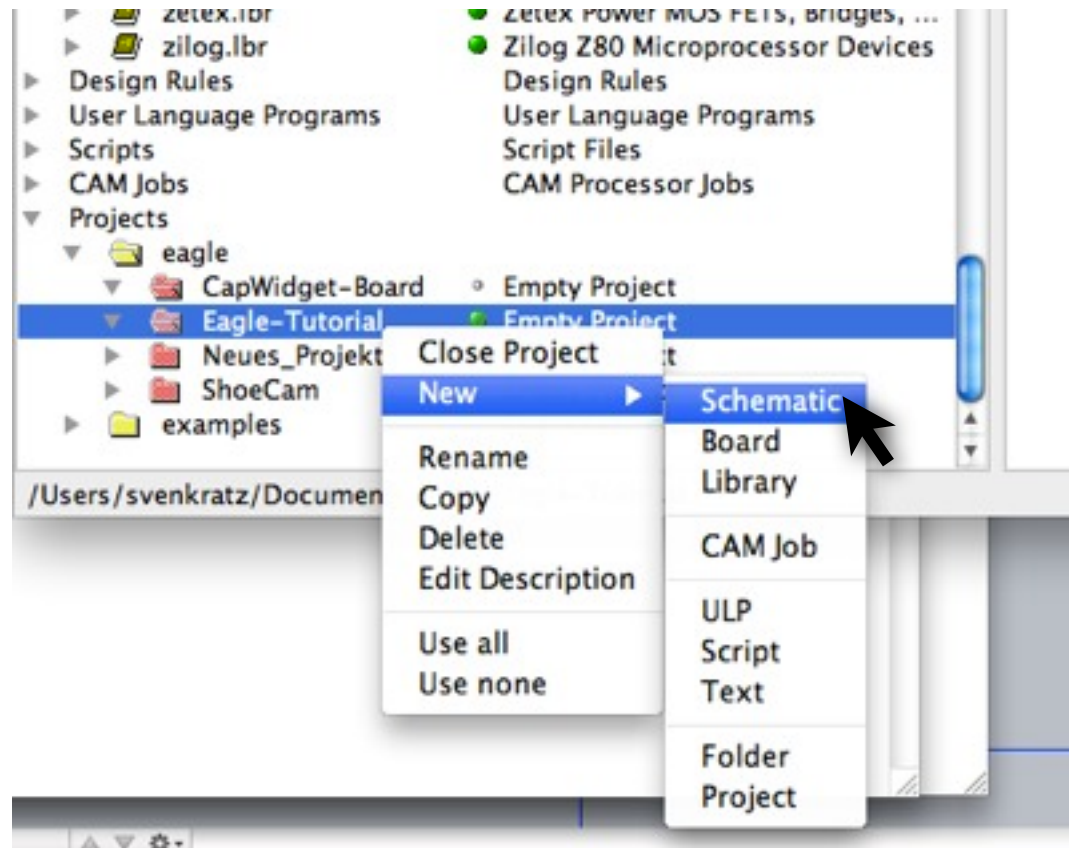 zetex.lbr Zetex Power MOS FETs, Bridges, ...
zilog.lbr Zilog Z80 Microprocessor Devices
Design Rules Design Rules
User Language Programs User Language Programs
Scripts Script Files
CAM Jobs CAM Processor Jobs
Projects
eagle
CapWidget-Board Empty Project
Eagle-Tutorial Empty Project
Neues_Projekt
ShoeCam
examples
/Users/svenkratz/Documen
Close Project
New
Rename
Copy
Delete
Edit Description
Use all
Use none
Schematic
Board
Library
CAM Job
ULP
Script
Text
Folder
Project